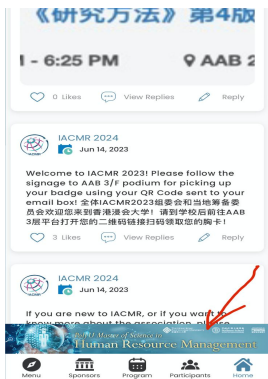 《研究方法》第4版
- 6:25 PM
AAB 2
0 Likes
View Replies
Reply
IACMR 2024
Jun 14, 2023
Welcome to IACMR 2023! Please follow the
signage to AAB 3/F podium for picking up
your badge using your QR Code sent to your
email box! 全体IACMR2023组委会和当地筹备委
员会欢迎您来到香港浸会大学！请到学校后前往AAB
3层平台打开您的二维码链接扫码领取您的胸卡！
3 Likes
View Replies
Reply
IACMR 2024
Jun 14, 2023
If you are new to IACMR, or if you want to
know more about the association, please
Master of Science in
Human Resource Management
Menu
Sponsors
Program
Participants
Home